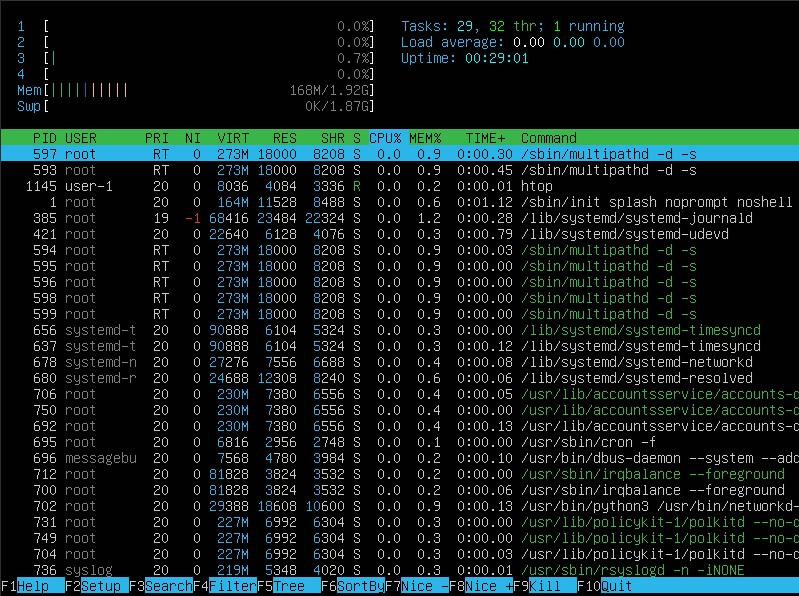 1 [ 0.0%] Tasks: 29, 32 thr; 1 running
2 [ 0.0%] Load average: 0.00 0.00 0.00
3 [| 0.7%] Uptime: 00:29:01
4 [ 0.0%]
Mem[|||||||||| 168M/1.92G]
Swp[ 0K/1.87G]
PID USER PRI NI VIRT RES SHR S CPU% MEM% TIME+ Command
597 root RT 0 273M 18000 8208 S 0.0 0.9 0:00.30 /sbin/multipathd -d -s
593 root RT 0 273M 18000 8208 S 0.0 0.9 0:00.45 /sbin/multipathd -d -s
1145 user-1 20 0 8036 4084 3336 R 0.0 0.2 0:00.01 htop
1 root 20 0 164M 11528 8488 S 0.0 0.6 0:01.12 /sbin/init splash noprompt noshell
385 root 19 -1 68416 23484 22324 S 0.0 1.2 0:00.28 /lib/systemd/systemd-journald
421 root 20 0 22640 6128 4076 S 0.0 0.3 0:00.79 /lib/systemd/systemd-udevd
594 root RT 0 273M 18000 8208 S 0.0 0.9 0:00.03 /sbin/multipathd -d -s
595 root RT 0 273M 18000 8208 S 0.0 0.9 0:00.00 /sbin/multipathd -d -s
596 root RT 0 273M 18000 8208 S 0.0 0.9 0:00.00 /sbin/multipathd -d -s
598 root RT 0 273M 18000 8208 S 0.0 0.9 0:00.00 /sbin/multipathd -d -s
599 root RT 0 273M 18000 8208 S 0.0 0.9 0:00.00 /sbin/multipathd -d -s
656 systemd-t 20 0 90888 6104 5324 S 0.0 0.3 0:00.00 /lib/systemd/systemd-timesyncd
637 systemd-t 20 0 90888 6104 5324 S 0.0 0.3 0:00.12 /lib/systemd/systemd-timesyncd
678 systemd-n 20 0 27276 7556 6688 S 0.0 0.4 0:00.08 /lib/systemd/systemd-networkd
680 systemd-r 20 0 24688 12308 8240 S 0.0 0.6 0:00.06 /lib/systemd/systemd-resolved
706 root 20 0 230M 7380 6556 S 0.0 0.4 0:00.05 /usr/lib/accountsservice/accounts-d
750 root 20 0 230M 7380 6556 S 0.0 0.4 0:00.00 /usr/lib/accountsservice/accounts-d
692 root 20 0 230M 7380 6556 S 0.0 0.4 0:00.13 /usr/lib/accountsservice/accounts-d
695 root 20 0 6816 2956 2748 S 0.0 0.1 0:00.00 /usr/sbin/cron -f
696 messagebu 20 0 7568 4780 3984 S 0.0 0.2 0:00.10 /usr/bin/dbus-daemon --system --add
712 root 20 0 81828 3824 3532 S 0.0 0.2 0:00.00 /usr/sbin/irqbalance --foreground
700 root 20 0 81828 3824 3532 S 0.0 0.2 0:00.06 /usr/sbin/irqbalance --foreground
702 root 20 0 29388 18608 10600 S 0.0 0.9 0:00.13 /usr/bin/python3 /usr/bin/networkd-
731 root 20 0 227M 6992 6304 S 0.0 0.3 0:00.00 /usr/lib/policykit-1/polkitd --no-d
749 root 20 0 227M 6992 6304 S 0.0 0.3 0:00.00 /usr/lib/policykit-1/polkitd --no-d
704 root 20 0 227M 6992 6304 S 0.0 0.3 0:00.03 /usr/lib/policykit-1/polkitd --no-d
736 syslog 20 0 219M 5348 4020 S 0.0 0.3 0:00.01 /usr/sbin/rsyslogd -n -iNONE
F1Help F2Setup F3SearchF4FilterF5Tree F6SortByF7Nice -F8Nice +F9Kill F10Quit